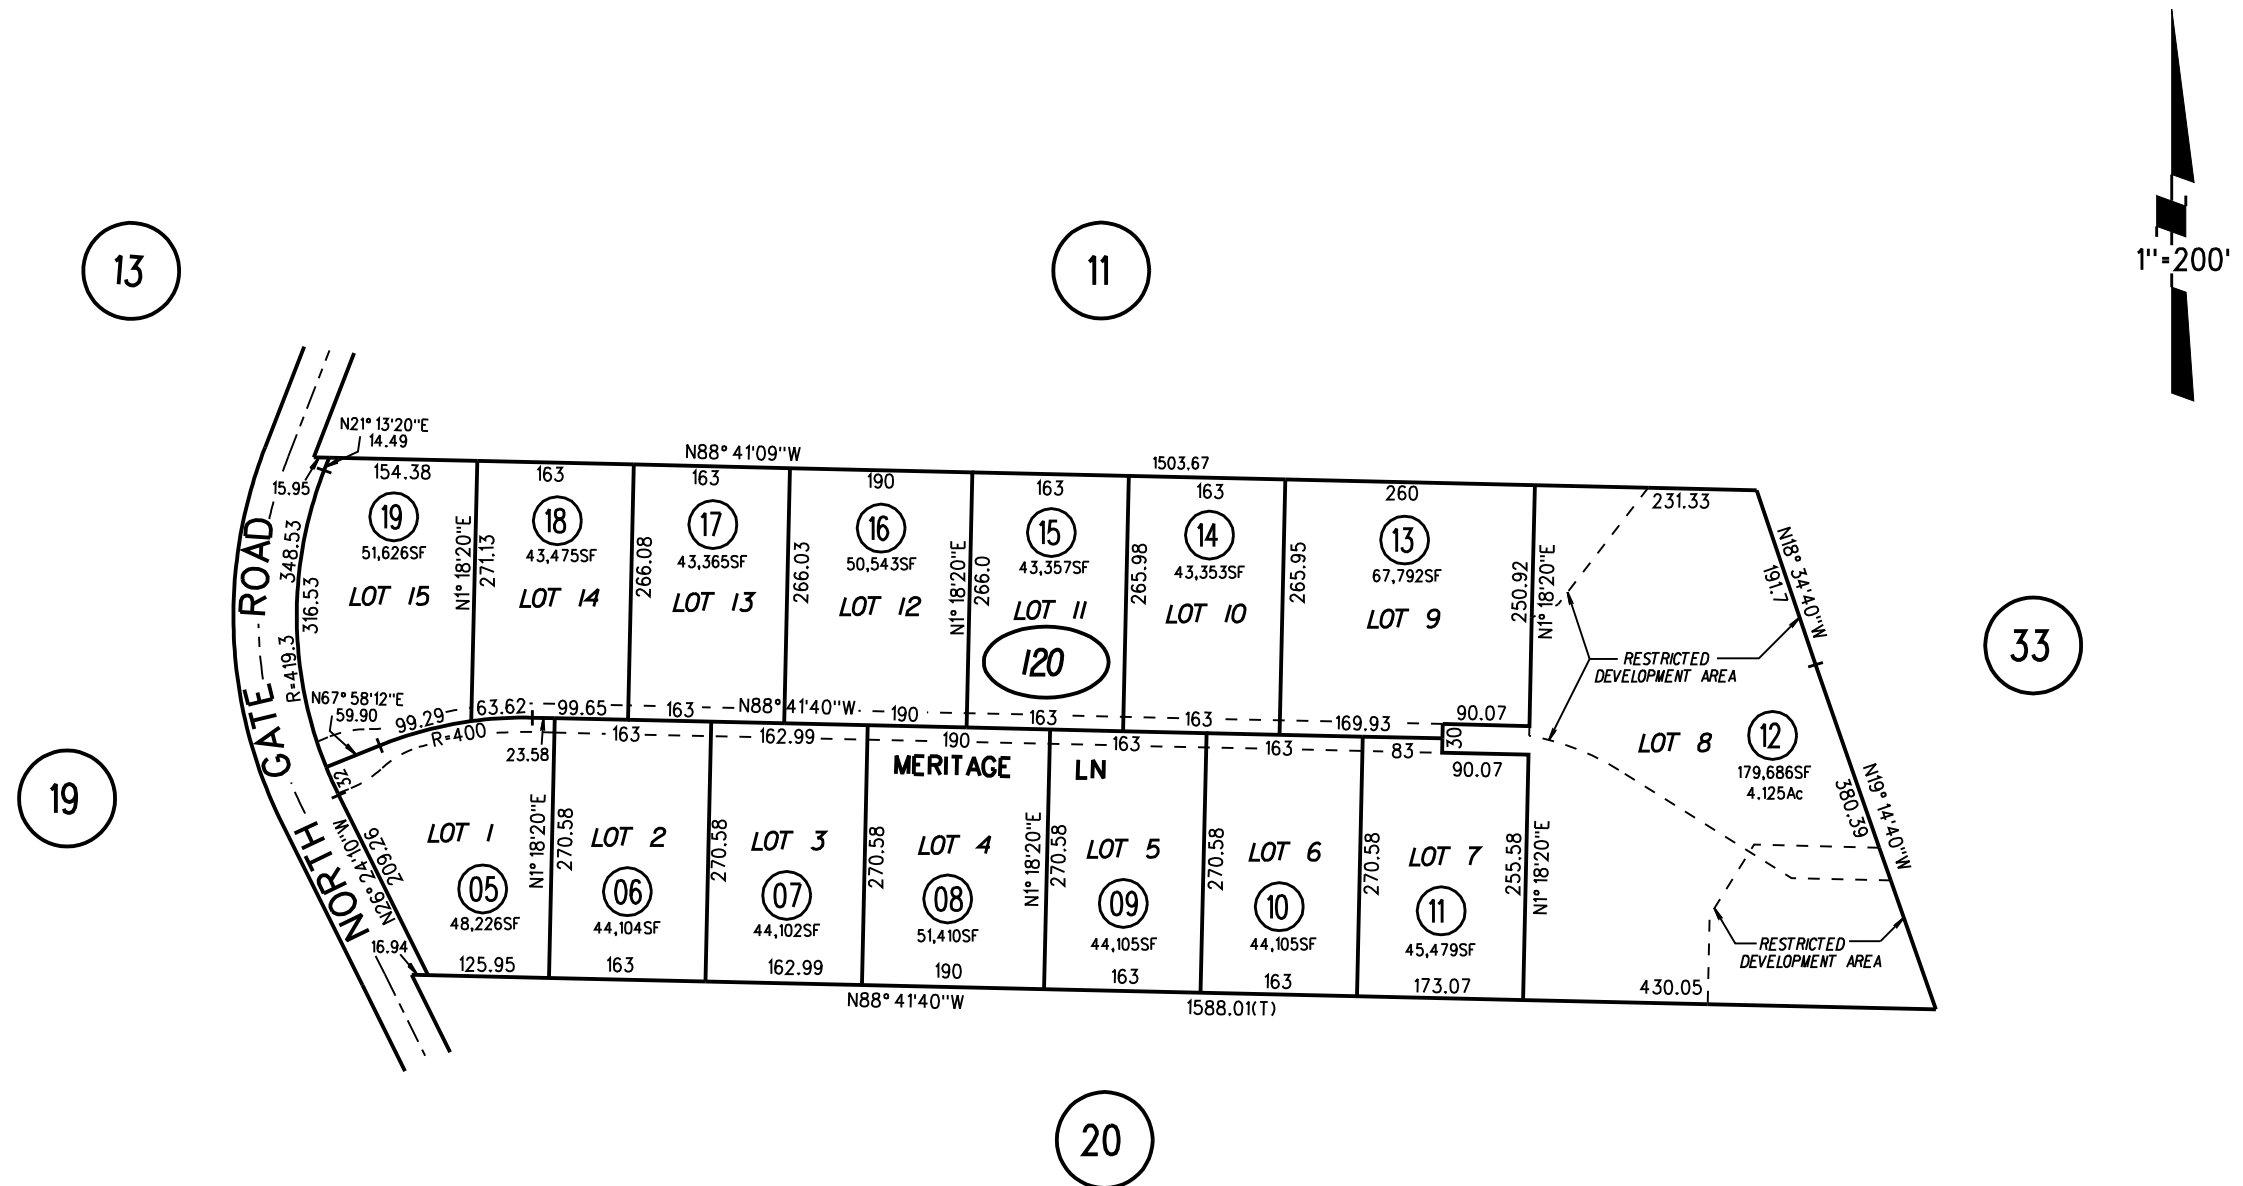 13
11
1"=200'
N21° 13'20"E
14.49
N88° 41'09"W
1503.67
154.38
163
163
190
163
163
260
231.33
15.95
19
51,626SF
LOT 15
18
43,475SF
LOT 14
17
43,365SF
LOT 13
16
50,543SF
LOT 12
15
43,357SF
LOT 11
14
43,353SF
LOT 10
13
67,792SF
LOT 9
348.53
316.53
R=419.3
N1° 18'20"E
271.13
266.08
266.03
N1° 18'20"E
266.0
265.98
265.95
250.92
N1° 18'20"E
N18° 34'40"W
191.7
120
RESTRICTED
DEVELOPMENT AREA
33
NORTH GATE ROAD
N67° 58'12"E
59.90
99.29
63.62
99.65
163
N88° 41'40"W
190
163
163
169.93
90.07
R=400
23.58
163
162.99
190
163
163
83
30
90.07
MERITAGE LN
LOT 8
12
179,686SF
4.125Ac
N19° 14'40"W
380.39
19
32
N26° 24'10"W
209.26
16.94
LOT 1
05
48,226SF
125.95
N1° 18'20"E
270.58
LOT 2
06
44,104SF
163
270.58
LOT 3
07
44,102SF
162.99
270.58
LOT 4
08
51,410SF
190
N1° 18'20"E
270.58
LOT 5
09
44,105SF
163
270.58
LOT 6
10
44,105SF
163
270.58
LOT 7
11
45,479SF
173.07
255.58
N1° 18'20"E
RESTRICTED
DEVELOPMENT AREA
430.05
N88° 41'40"W
1588.01(T)
20